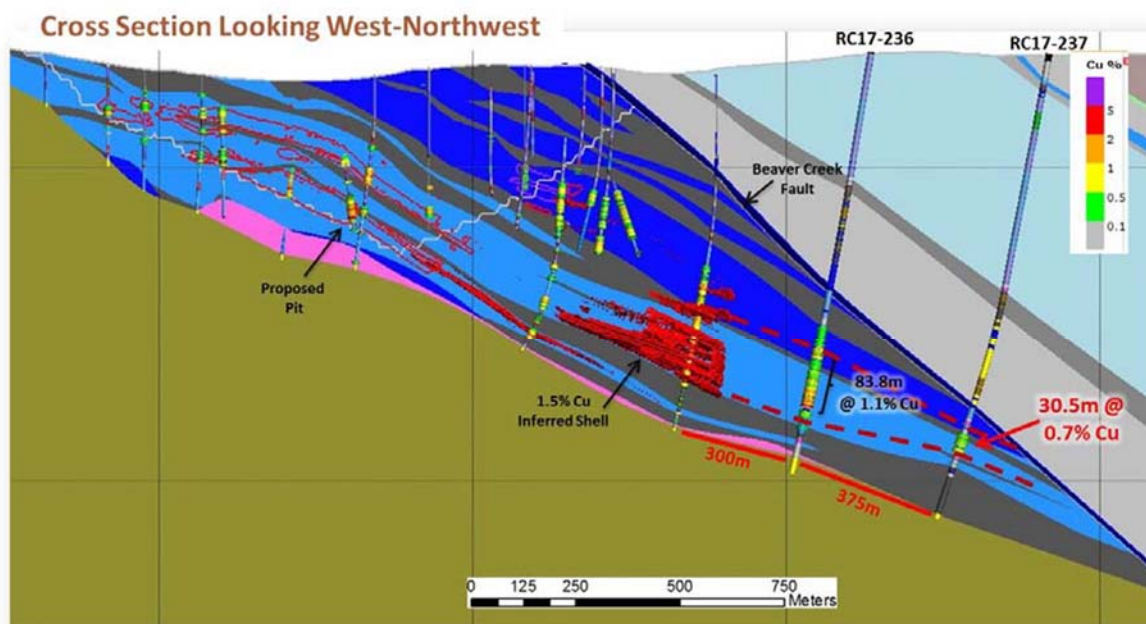 Cross Section Looking West-Northwest
RC17-236
RC17-237
Cu %
5
2
1
0.5
0.1
Beaver Creek
Fault
Proposed
Pit
1.5% Cu
Inferred Shell
83.8m
@ 1.1% Cu
30.5m @
0.7% Cu
300m
375m
0 125 250 500 750
Meters